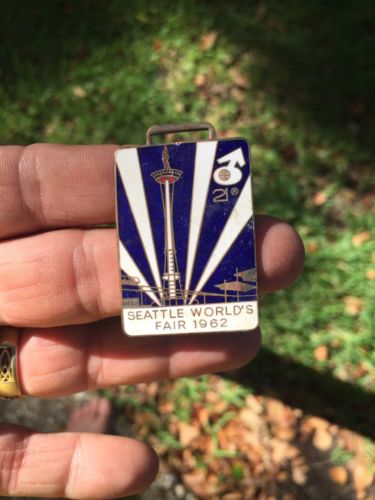 21 ®
SEATTLE WORLD'S
FAIR 1962